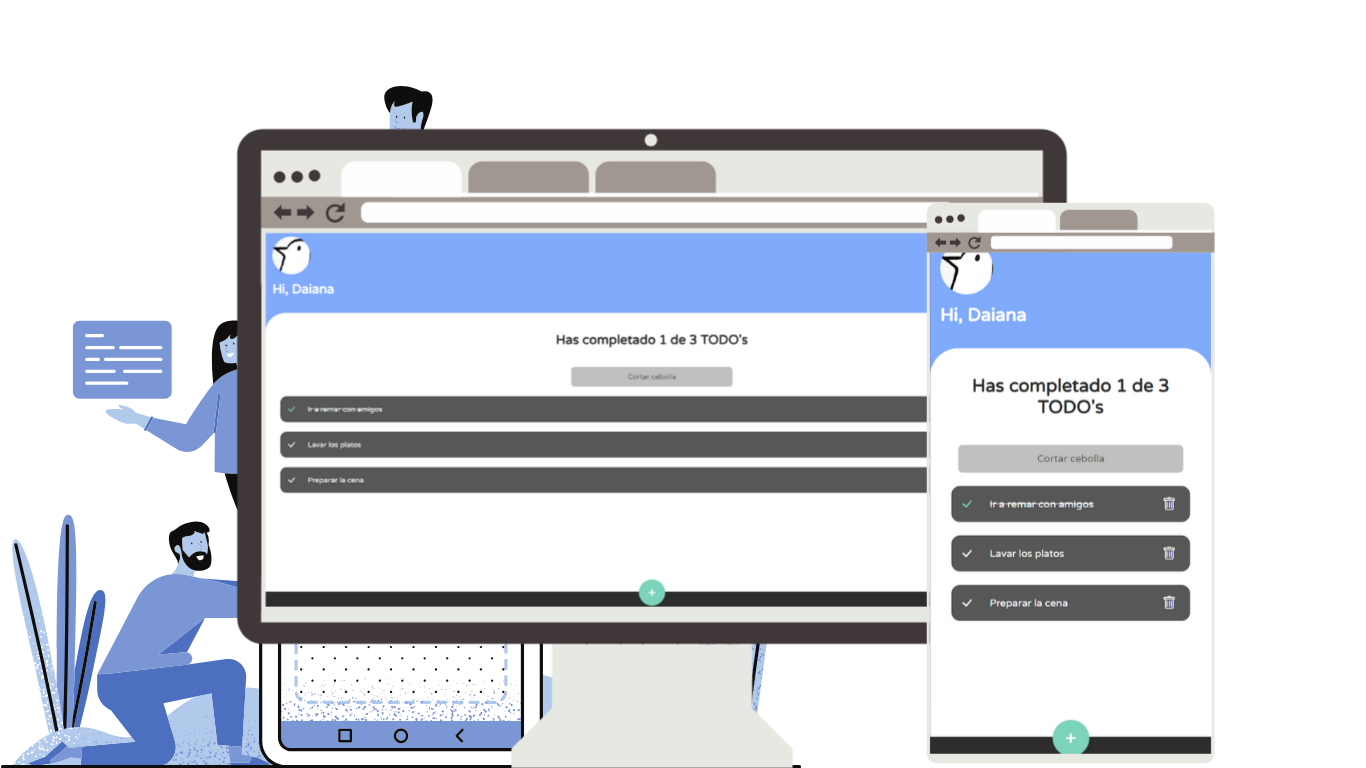 Hi, Daiana
Has completado 1 de 3 TODO's
Cortar cebolla
Ir a remar con amigos
Lavar los platos
Preparar la cena
+
Hi, Daiana
Has completado 1 de 3
TODO's
Cortar cebolla
Ir a remar con amigos
Lavar los platos
Preparar la cena
+